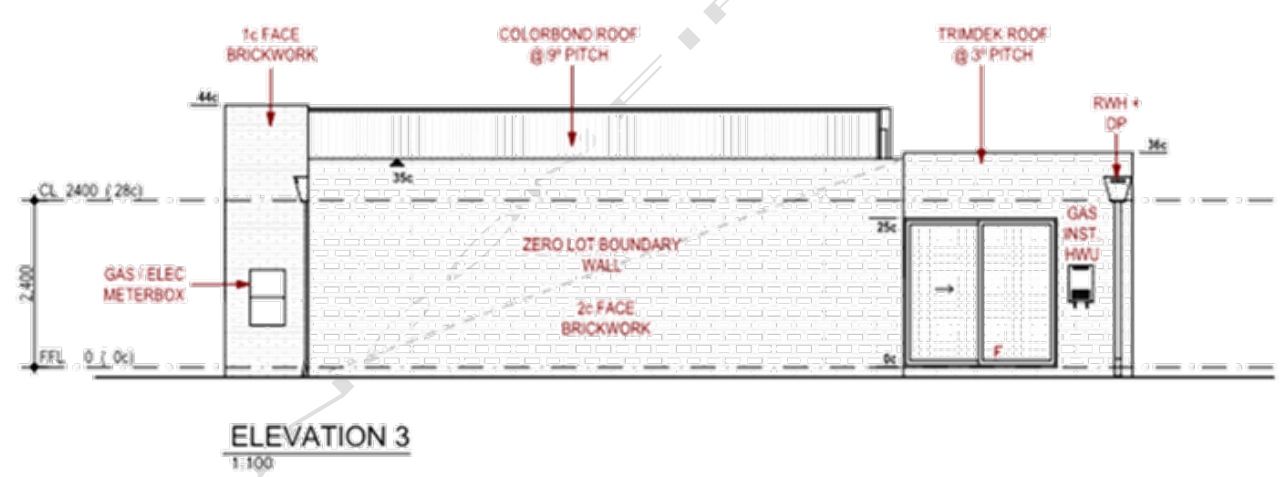 1c FACE
BRICKWORK
COLORBOND ROOF
@ 9° PITCH
TRIMDEK ROOF
@ 3° PITCH
44c
RWH +
DP
36c
35c
CL 2400 ( 28c)
25c
GAS
INST.
HWU
ZERO LOT BOUNDARY
WALL
GAS / ELEC
METERBOX
2,400
2c FACE
BRICKWORK
F
FFL 0 ( 0c)
0c
ELEVATION 3
1:100